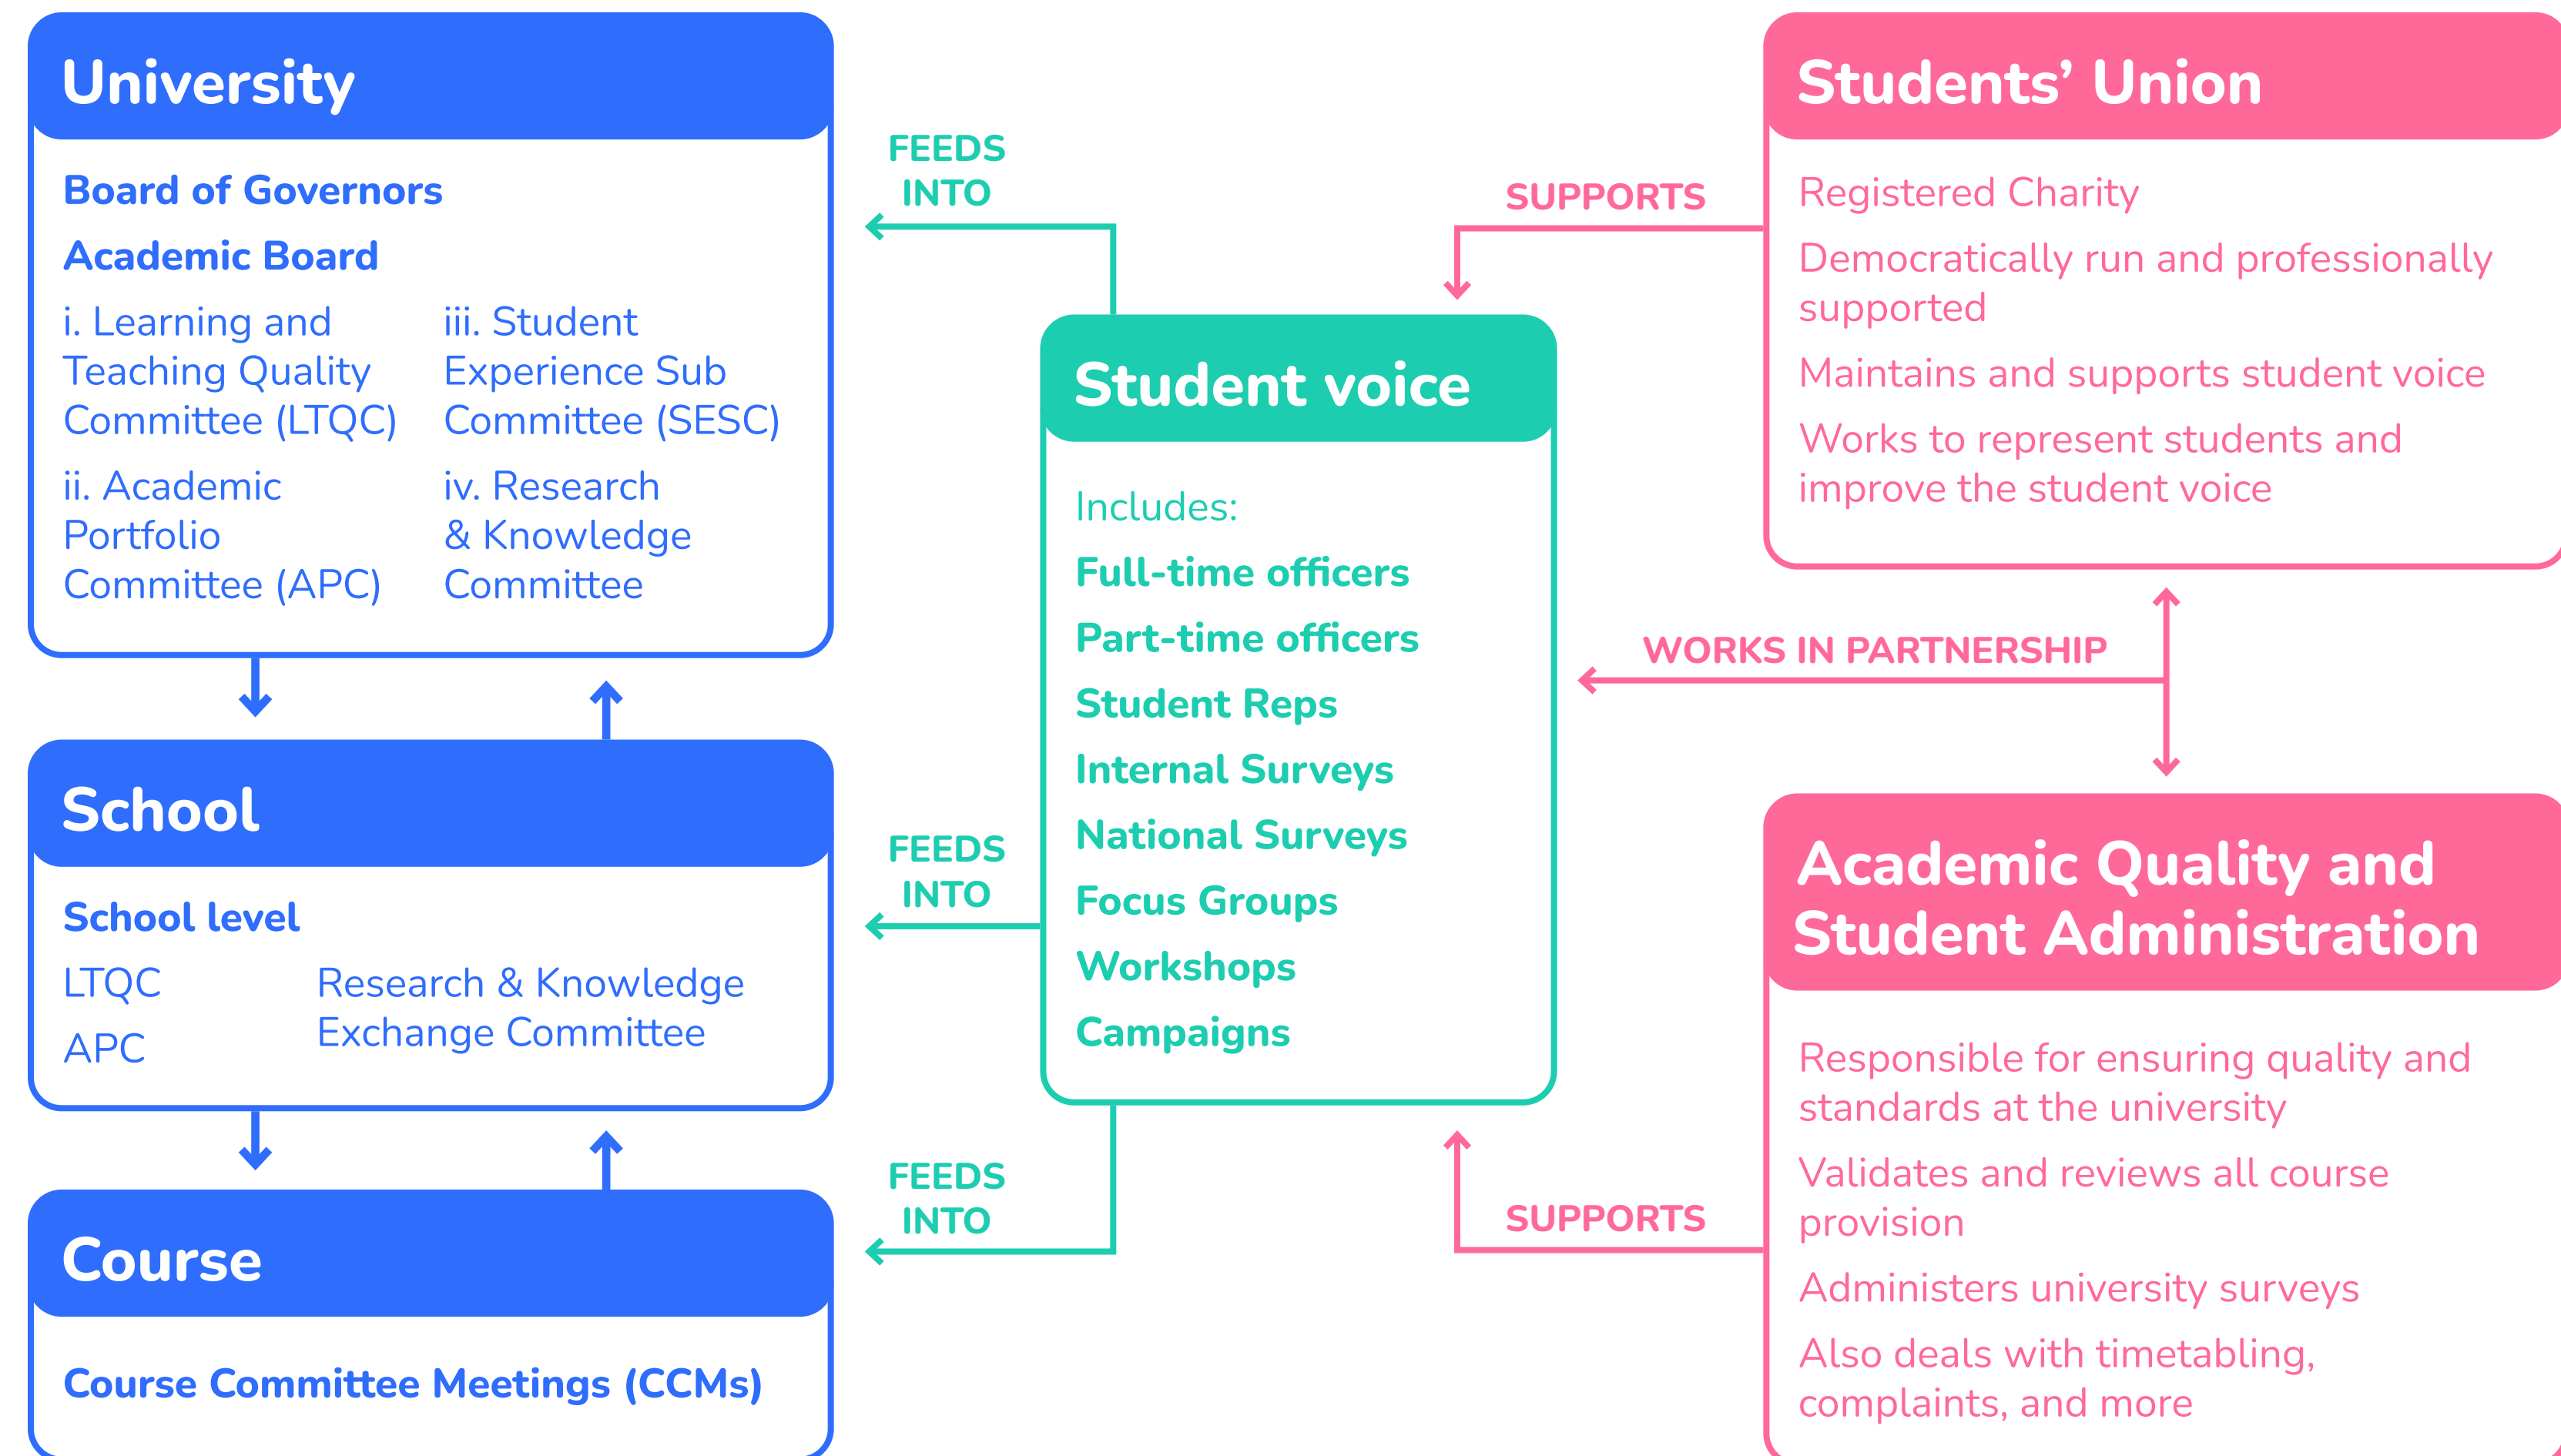 University
Board of Governors
Academic Board
i. Learning and
Teaching Quality
Committee (LTQC)
ii. Academic
Portfolio
Committee (APC)
iii. Student
Experience Sub
Committee (SESC)
iv. Research
& Knowledge
Committee
School
School level
LTQC
APC
Research & Knowledge
Exchange Committee
Course
Course Committee Meetings (CCMs)
FEEDS
INTO
FEEDS
INTO
FEEDS
INTO
Student voice
Includes:
Full-time officers
Part-time officers
Student Reps
Internal Surveys
National Surveys
Focus Groups
Workshops
Campaigns
SUPPORTS
WORKS IN PARTNERSHIP
SUPPORTS
Students’ Union
Registered Charity
Democratically run and professionally
supported
Maintains and supports student voice
Works to represent students and
improve the student voice
Academic Quality and
Student Administration
Responsible for ensuring quality and
standards at the university
Validates and reviews all course
provision
Administers university surveys
Also deals with timetabling,
complaints, and more